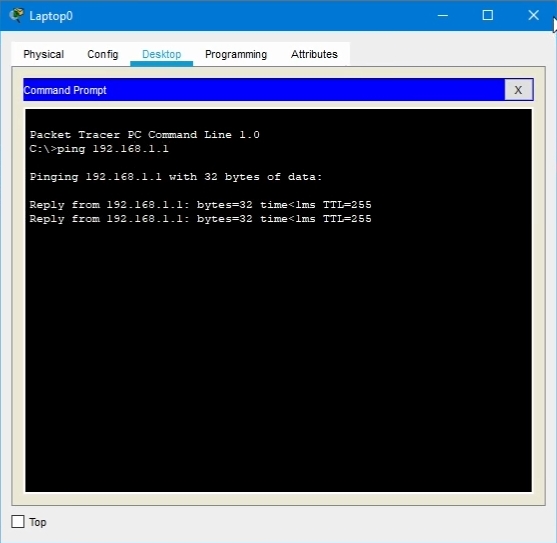 Laptop0
Physical Config Desktop Programming Attributes
Command Prompt X
Packet Tracer PC Command Line 1.0
C:\>ping 192.168.1.1
Pinging 192.168.1.1 with 32 bytes of data:
Reply from 192.168.1.1: bytes=32 time<1ms TTL=255
Reply from 192.168.1.1: bytes=32 time<1ms TTL=255
Top